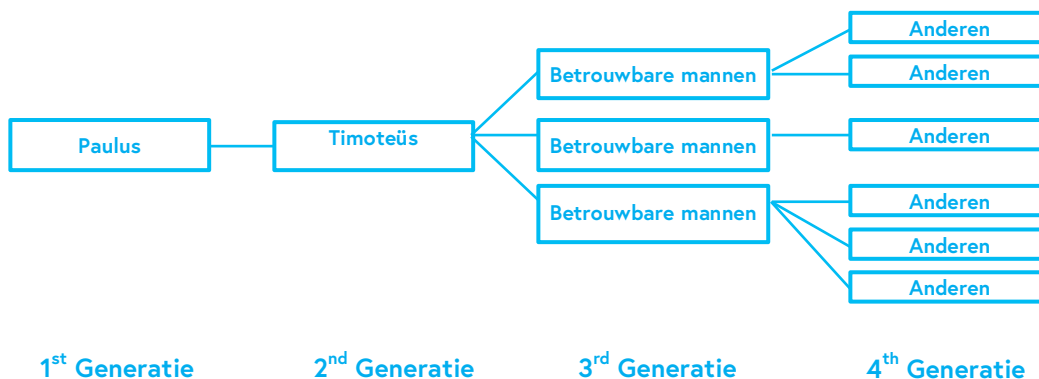 Anderen
Betrouwbare mannen
Anderen
Paulus
Timoteüs
Betrouwbare mannen
Anderen
Betrouwbare mannen
Anderen
Anderen
Anderen
1st Generatie
2nd Generatie
3rd Generatie
4th Generatie